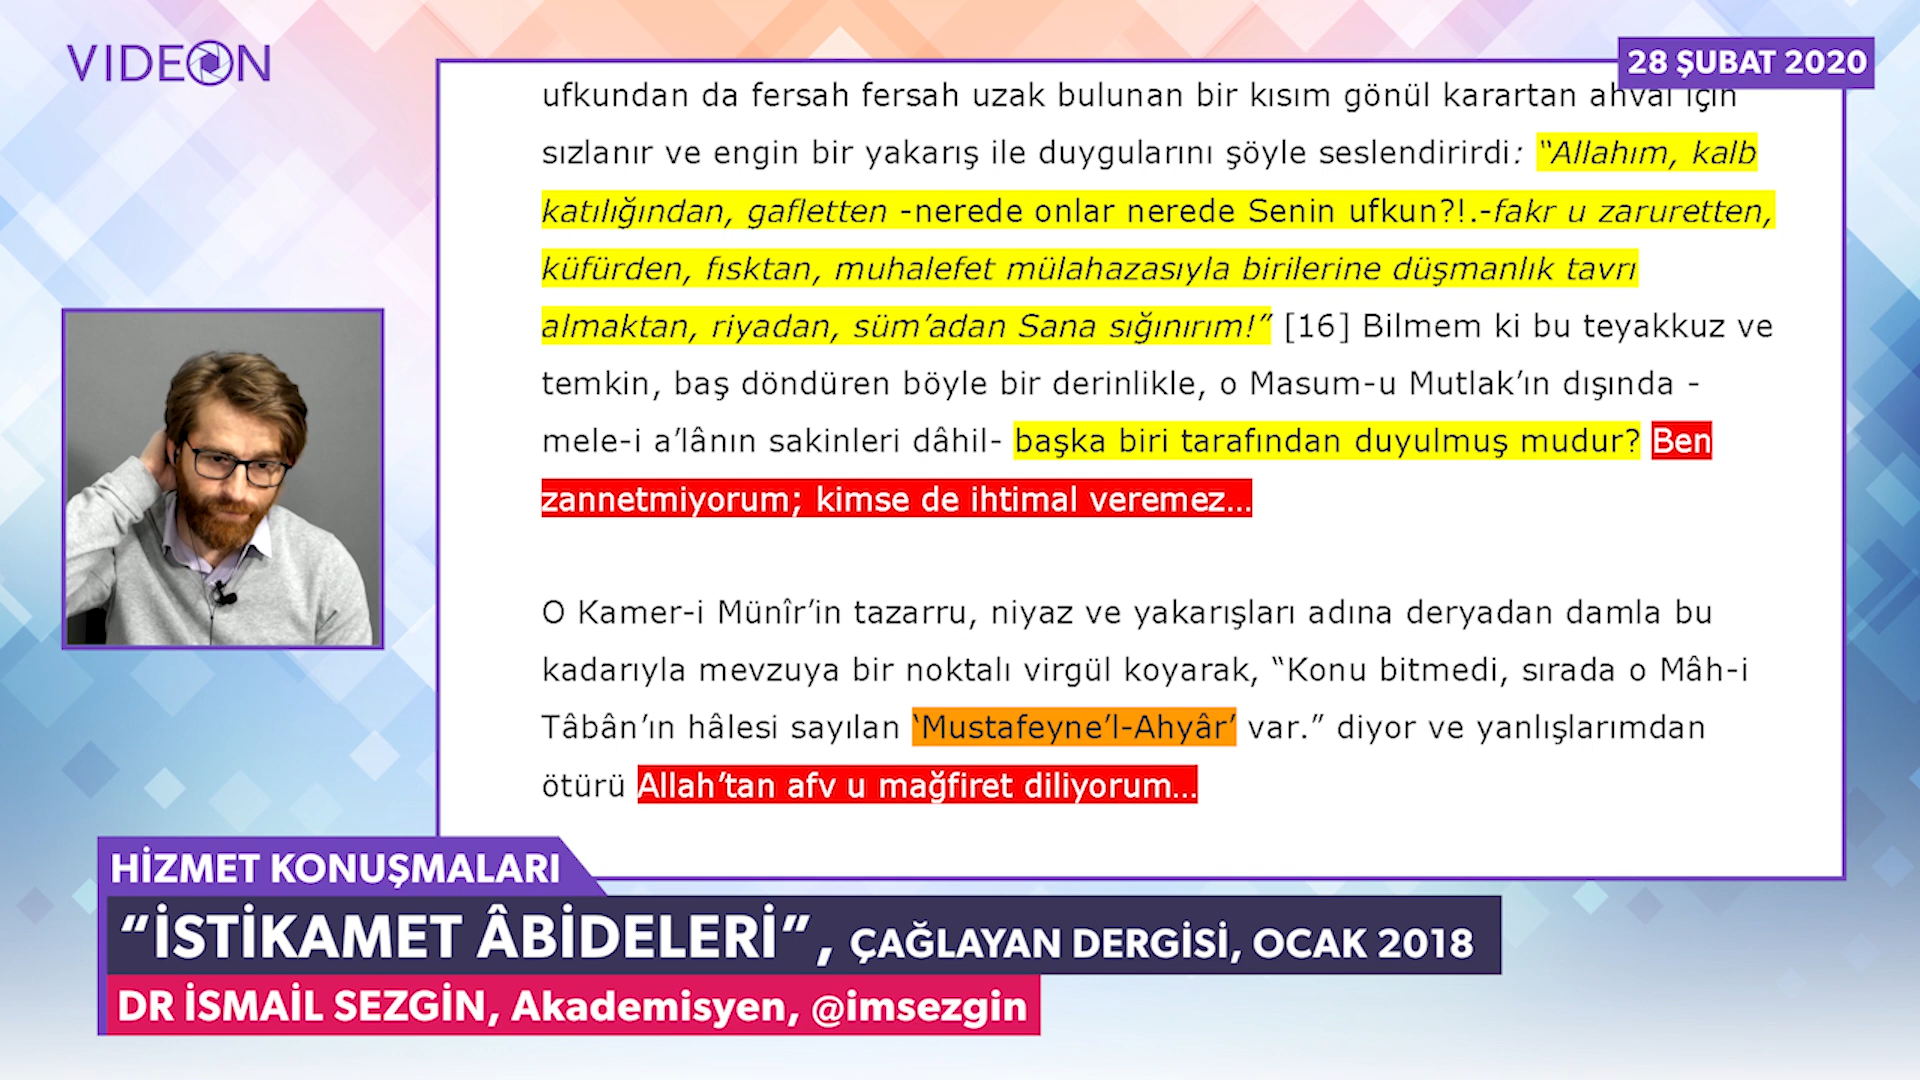 VIDEON
28 ŞUBAT 2020
ufkundan da fersah fersah uzak bulunan bir kısım gönül karartan ahval için
sızlanır ve engin bir yakarış ile duygularını şöyle seslendirirdi: “Allahım, kalb
katılığından, gafletten -nerede onlar nerede Senin ufkun?!.-fakr u zaruretten,
küfürden, fısktan, muhalefet mülahazasıyla birilerine düşmanlık tavrı
almaktan, riyadan, süm’adan Sana sığınırım!” [16] Bilmem ki bu teyakkuz ve
temkin, baş döndüren böyle bir derinlikle, o Masum-u Mutlak’ın dışında -
mele-i a’lânın sakinleri dâhil- başka biri tarafından duyulmuş mudur? Ben
zannetmiyorum; kimse de ihtimal veremez…
O Kamer-i Münîr’in tazarru, niyaz ve yakarışları adına deryadan damla bu
kadarıyla mevzuya bir noktalı virgül koyarak, “Konu bitmedi, sırada o Mâh-i
Tâbân’ın hâlesi sayılan ‘Mustafeyne’l-Ahyâr’ var.” diyor ve yanlışlarımdan
ötürü Allah’tan afv u mağfiret diliyorum…
HİZMET KONUŞMALARI
“İSTİKAMET ÂBİDELERİ”, ÇAĞLAYAN DERGİSİ, OCAK 2018
DR İSMAİL SEZGİN, Akademisyen, @imsezgin